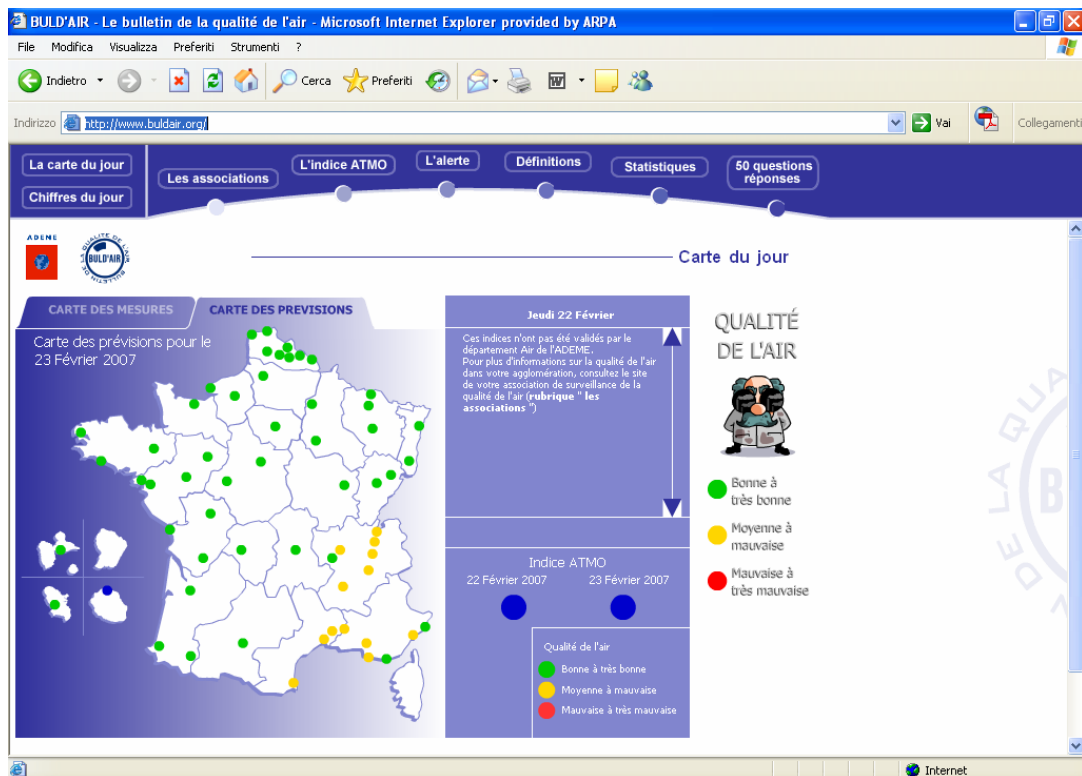 BULD'AIR - Le bulletin de la qualité de l'air - Microsoft Internet Explorer provided by ARPA
File Modifica Visualizza Preferiti Strumenti ?
Indietro Cerca Preferiti
Indirizzo http://www.buldair.org/ Vai Collegamenti
La carte du jour
Chiffres du jour
Les associations
L'indice ATMO
L'alerte
Définitions
Statistiques
50 questions
réponses
ADEME
BULD'AIR
Carte du jour
CARTE DES MESURES
CARTE DES PREVISIONS
Carte des prévisions pour le
23 Février 2007
Jeudi 22 Février
Ces indices n'ont pas été validés par le
département Air de l'ADEME.
Pour plus d'informations sur la qualité de l'air
dans votre agglomération, consultez le site
de votre association de surveillance de la
qualité de l'air (rubrique " les
associations ")
Indice ATMO
22 Février 2007 23 Février 2007
Qualité de l'air
Bonne à très bonne
Moyenne à mauvaise
Mauvaise à très mauvaise
QUALITÉ
DE L'AIR
Bonne à
très bonne
Moyenne à
mauvaise
Mauvaise à
très mauvaise
DE LA QUA
B
Internet